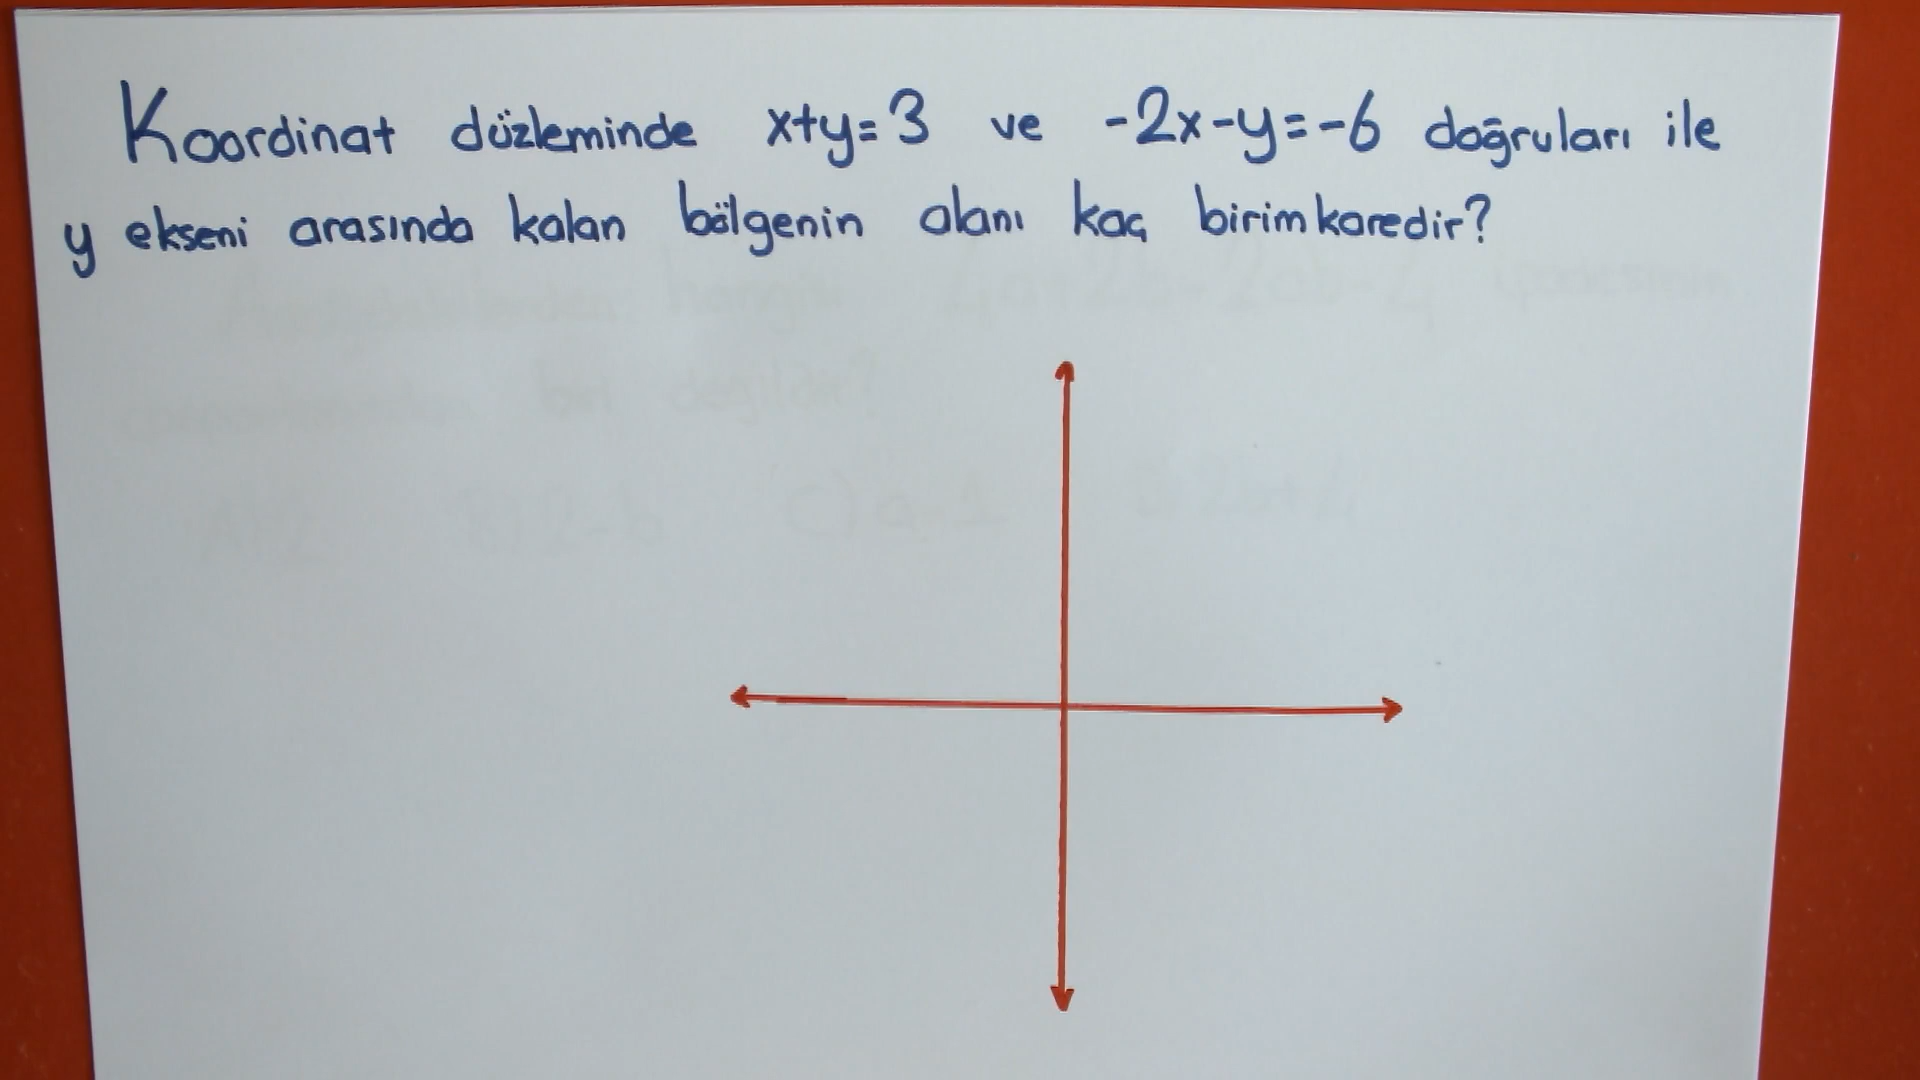 Koordinat düzleminde x+y=3 ve -2x-y=-6 doğruları ile
y ekseni arasında kalan bölgenin alanı kaç birimkaredir?